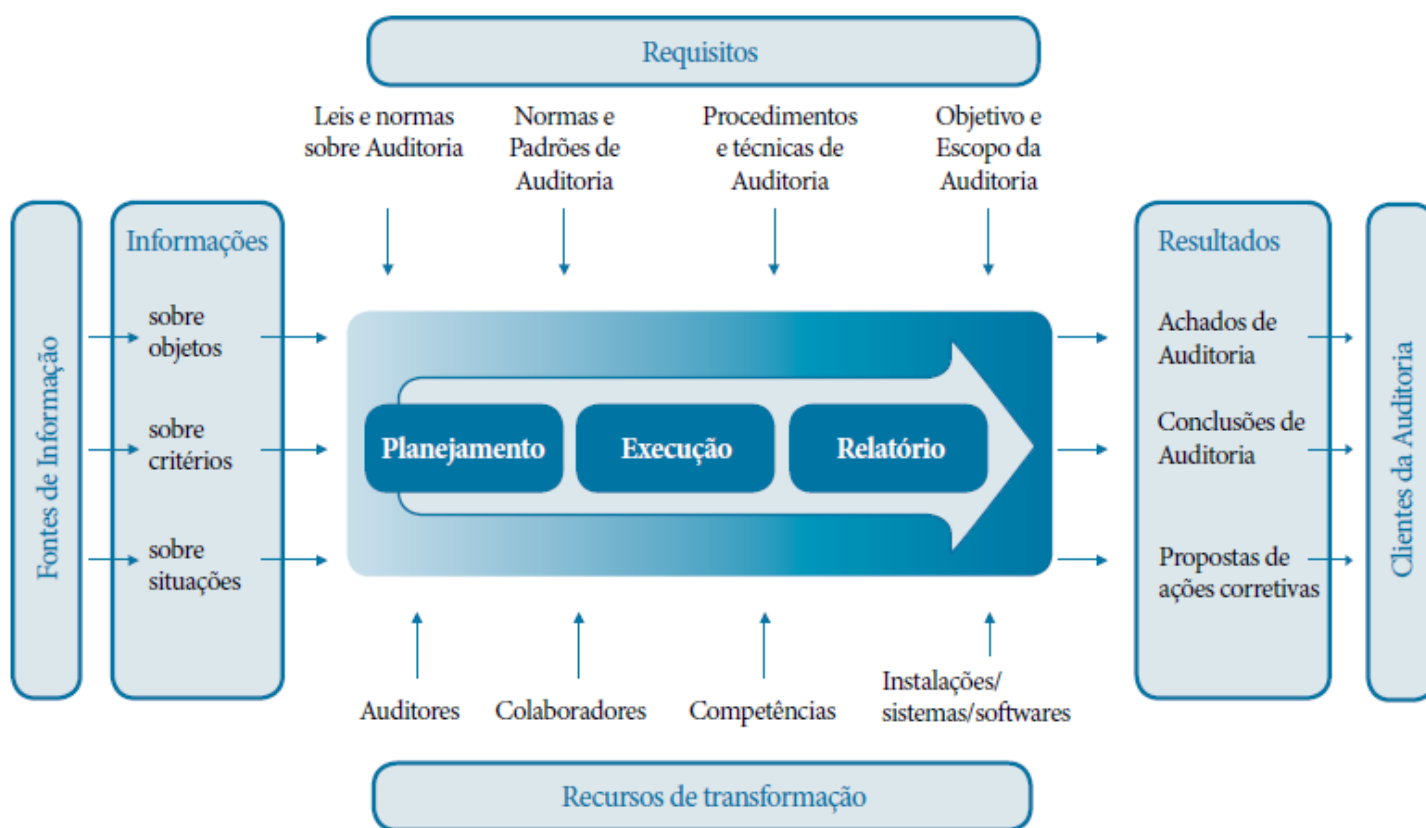 Requisitos
Leis e normas
sobre Auditoria
Normas e
Padrões de
Auditoria
Procedimentos
e técnicas de
Auditoria
Objetivo e
Escopo da
Auditoria
Fontes de Informação
Informações
sobre
objetos
sobre
critérios
sobre
situações
Planejamento
Execução
Relatório
Resultados
Achados de
Auditoria
Conclusões de
Auditoria
Propostas de
ações corretivas
Clientes da Auditoria
Auditores
Colaboradores
Competências
Instalações/
sistemas/softwares
Recursos de transformação